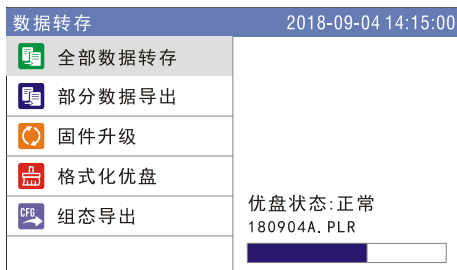 数据转存 2018-09-04 14:15:00
全部数据转存
部分数据导出
固件升级
格式化优盘
CFG 组态导出
优盘状态:正常
180904A.PLR